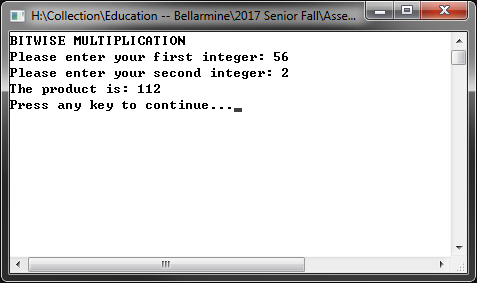 H:\Collection\Education -- Bellarmine\2017 Senior Fall\Asse...
BITWISE MULTIPLICATION
Please enter your first integer: 56
Please enter your second integer: 2
The product is: 112
Press any key to continue...